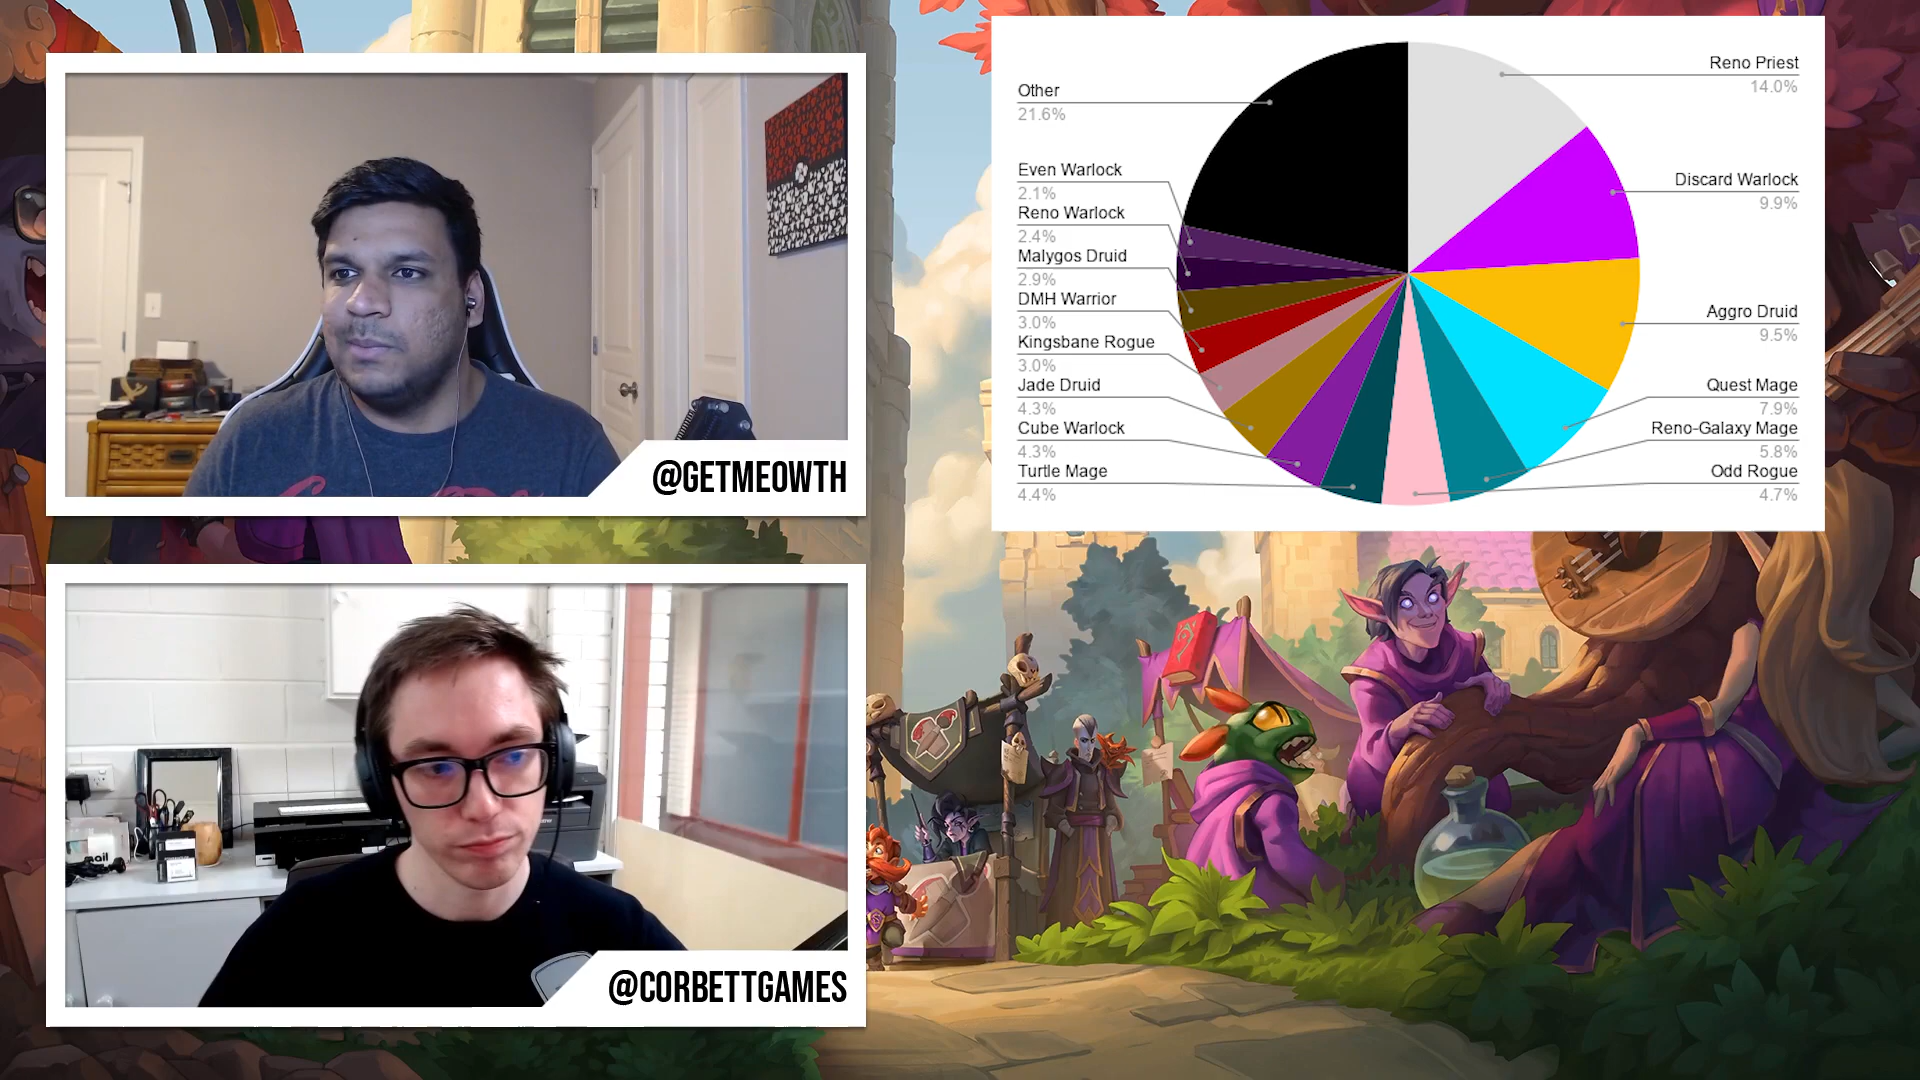 @GETMEOWTH
@CORBETTGAMES
Other
21.6%
Even Warlock
2.1%
Reno Warlock
2.4%
Malygos Druid
2.9%
DMH Warrior
3.0%
Kingsbane Rogue
3.0%
Jade Druid
4.3%
Cube Warlock
4.3%
Turtle Mage
4.4%
Reno Priest
14.0%
Discard Warlock
9.9%
Aggro Druid
9.5%
Quest Mage
7.9%
Reno-Galaxy Mage
5.8%
Odd Rogue
4.7%